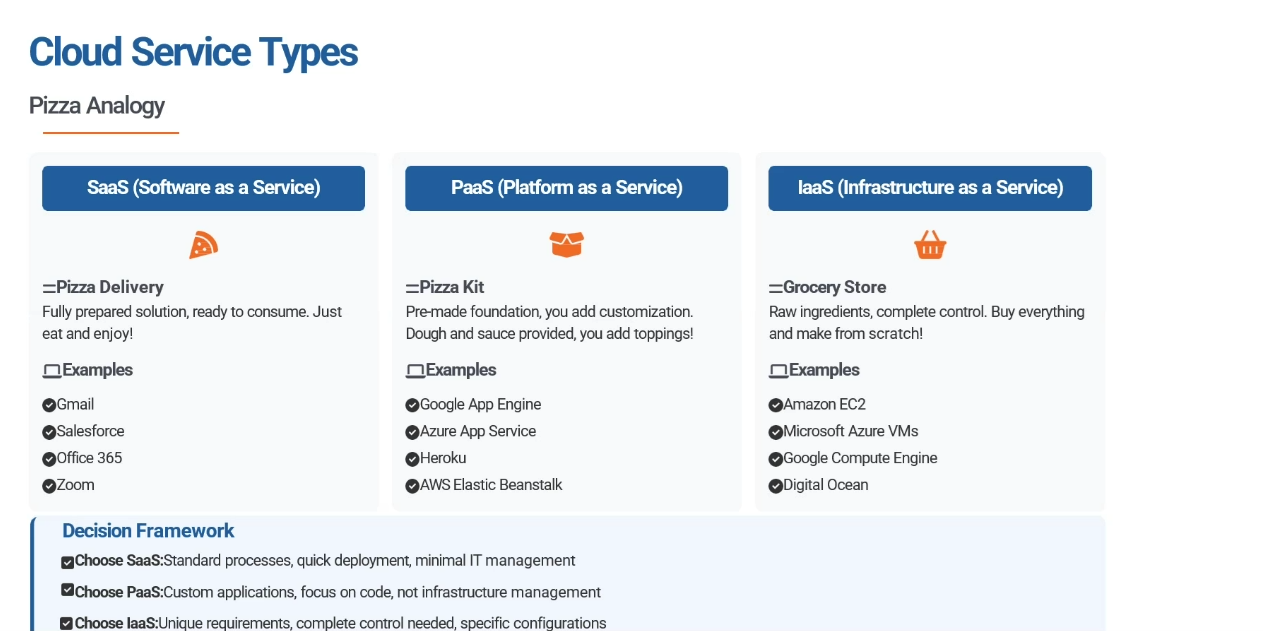 Cloud Service Types
Pizza Analogy
SaaS (Software as a Service)
Pizza Delivery
Fully prepared solution, ready to consume. Just
eat and enjoy!
Examples
Gmail
Salesforce
Office 365
Zoom
PaaS (Platform as a Service)
Pizza Kit
Pre-made foundation, you add customization.
Dough and sauce provided, you add toppings!
Examples
Google App Engine
Azure App Service
Heroku
AWS Elastic Beanstalk
IaaS (Infrastructure as a Service)
Grocery Store
Raw ingredients, complete control. Buy everything
and make from scratch!
Examples
Amazon EC2
Microsoft Azure VMs
Google Compute Engine
Digital Ocean
Decision Framework
Choose SaaS:Standard processes, quick deployment, minimal IT management
Choose PaaS:Custom applications, focus on code, not infrastructure management
Choose IaaS:Unique requirements, complete control needed, specific configurations